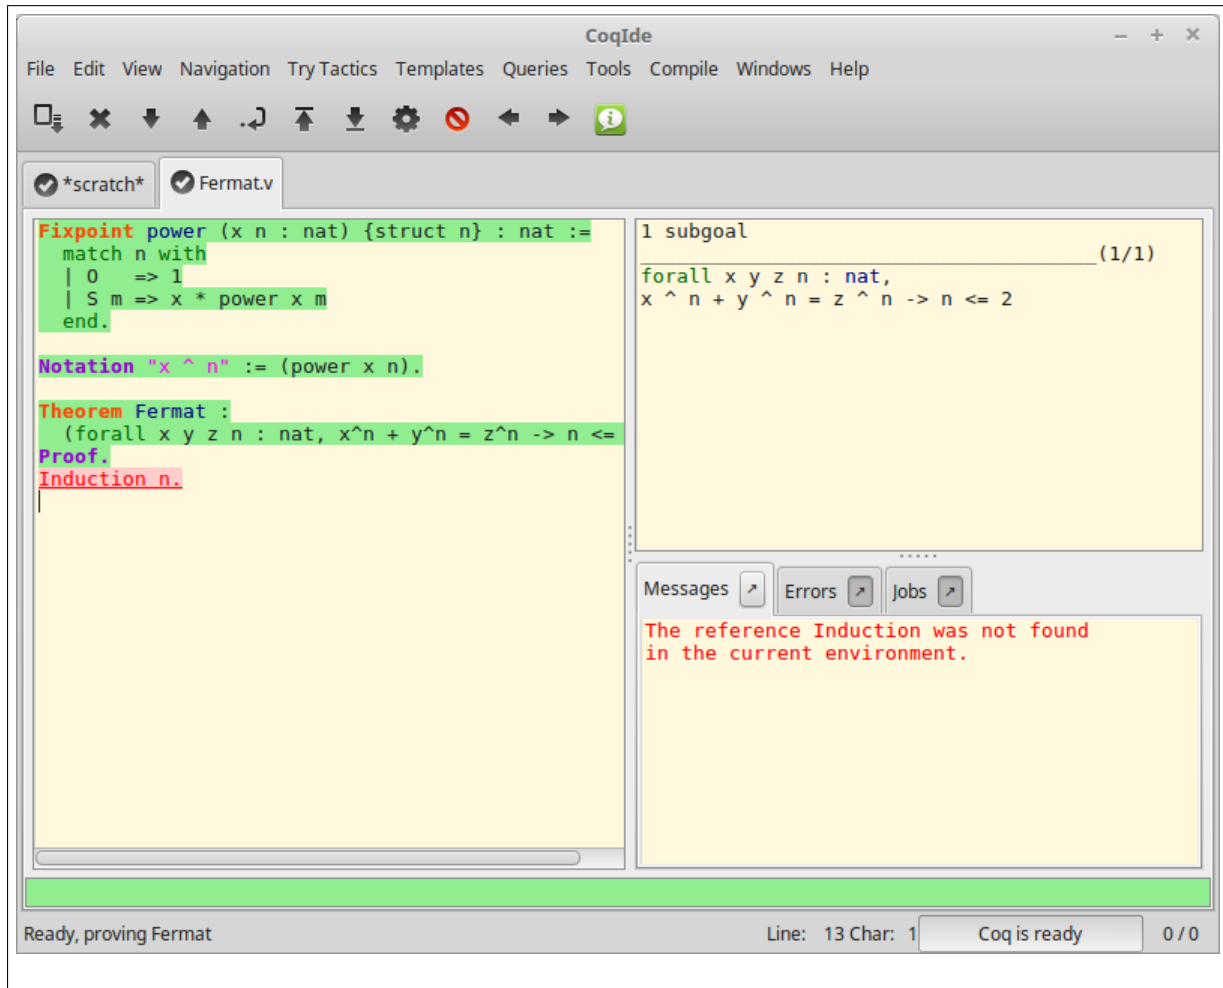 CoqIde
File Edit View Navigation Try Tactics Templates Queries Tools Compile Windows Help
*scratch* Fermat.v
Fixpoint power (x n : nat) {struct n} : nat :=
  match n with
  | O   => 1
  | S m => x * power x m
  end.
Notation "x ^ n" := (power x n).
Theorem Fermat :
  (forall x y z n : nat, x^n + y^n = z^n -> n <=
Proof.
Induction n.
1 subgoal
______________________________________(1/1)
forall x y z n : nat,
x ^ n + y ^ n = z ^ n -> n <= 2
Messages Errors Jobs
The reference Induction was not found
in the current environment.
Ready, proving Fermat Line: 13 Char: 1 Coq is ready 0 / 0